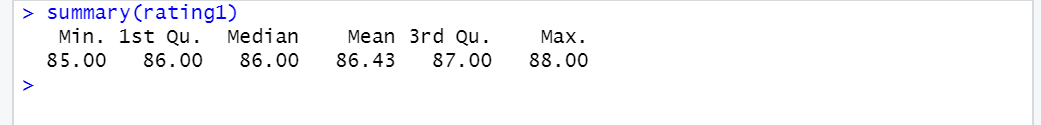 > summary(rating1)
   Min. 1st Qu.  Median    Mean 3rd Qu.    Max.
  85.00   86.00   86.00   86.43   87.00   88.00
>